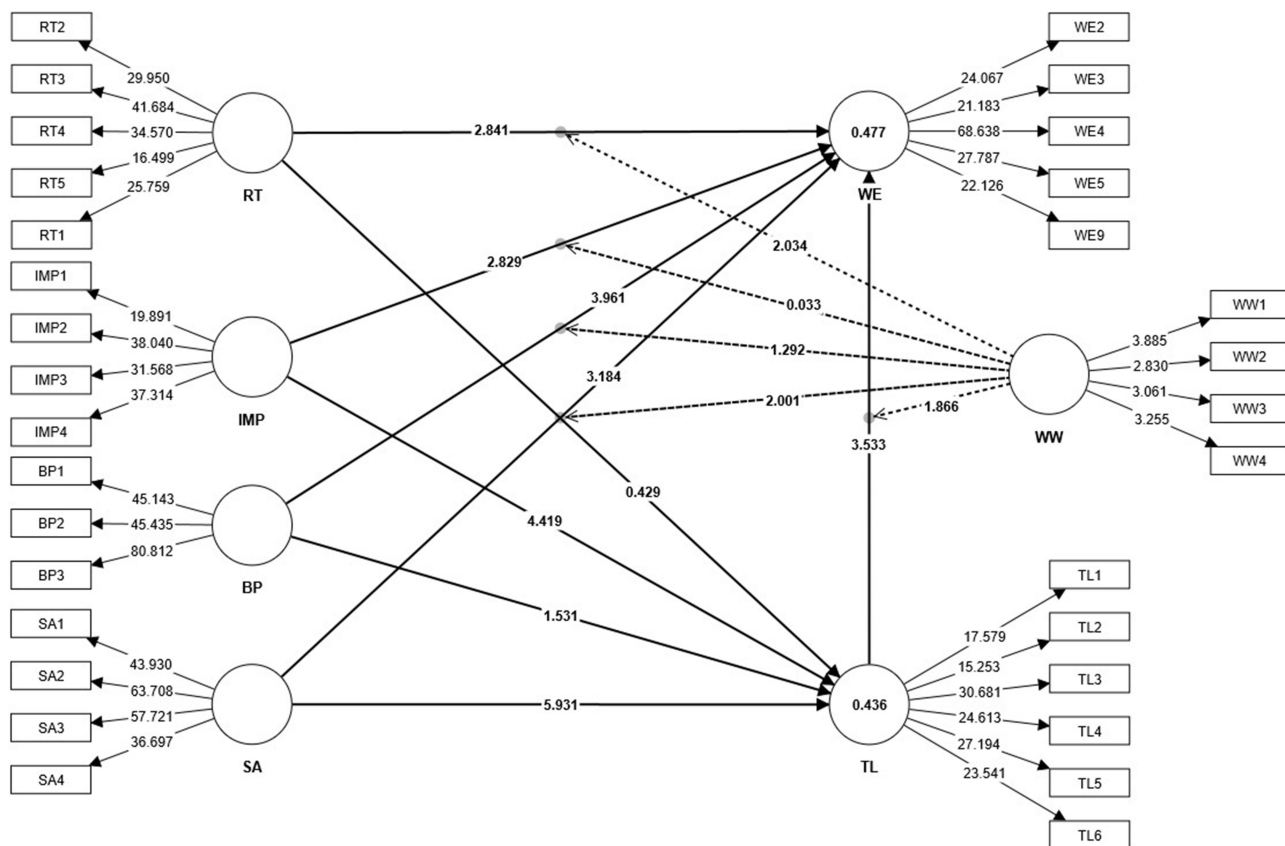 RT2
RT3
RT4
RT5
RT1
29.950
41.684
34.570
16.499
25.759
RT
IMP1
IMP2
IMP3
IMP4
19.891
38.040
31.568
37.314
IMP
BP1
BP2
BP3
45.143
45.435
80.812
BP
SA1
SA2
SA3
SA4
43.930
63.708
57.721
36.697
SA
2.841
2.829
3.961
3.184
0.429
4.419
1.531
5.931
2.034
0.033
1.292
2.001
1.866
3.533
0.477
WE
24.067
21.183
68.638
27.787
22.126
WE2
WE3
WE4
WE5
WE9
WW
3.885
2.830
3.061
3.255
WW1
WW2
WW3
WW4
0.436
TL
17.579
15.253
30.681
24.613
27.194
23.541
TL1
TL2
TL3
TL4
TL5
TL6